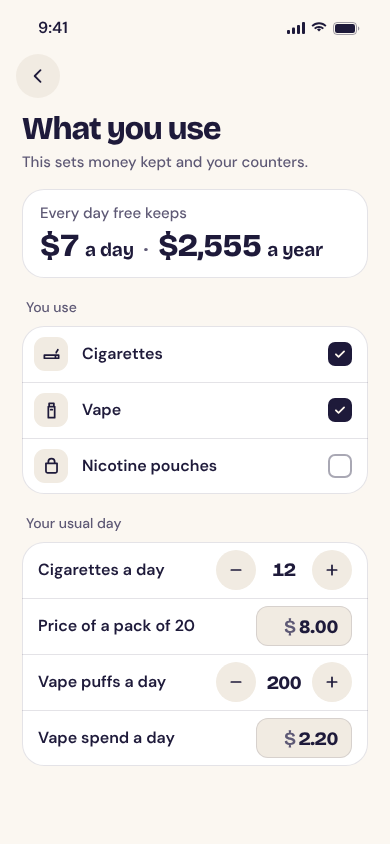 9:41
What you use
This sets money kept and your counters.
Every day free keeps
$7 a day · $2,555 a year
You use
Cigarettes
Vape
Nicotine pouches
Your usual day
Cigarettes a day − 12 +
Price of a pack of 20 $ 8.00
Vape puffs a day − 200 +
Vape spend a day $ 2.20